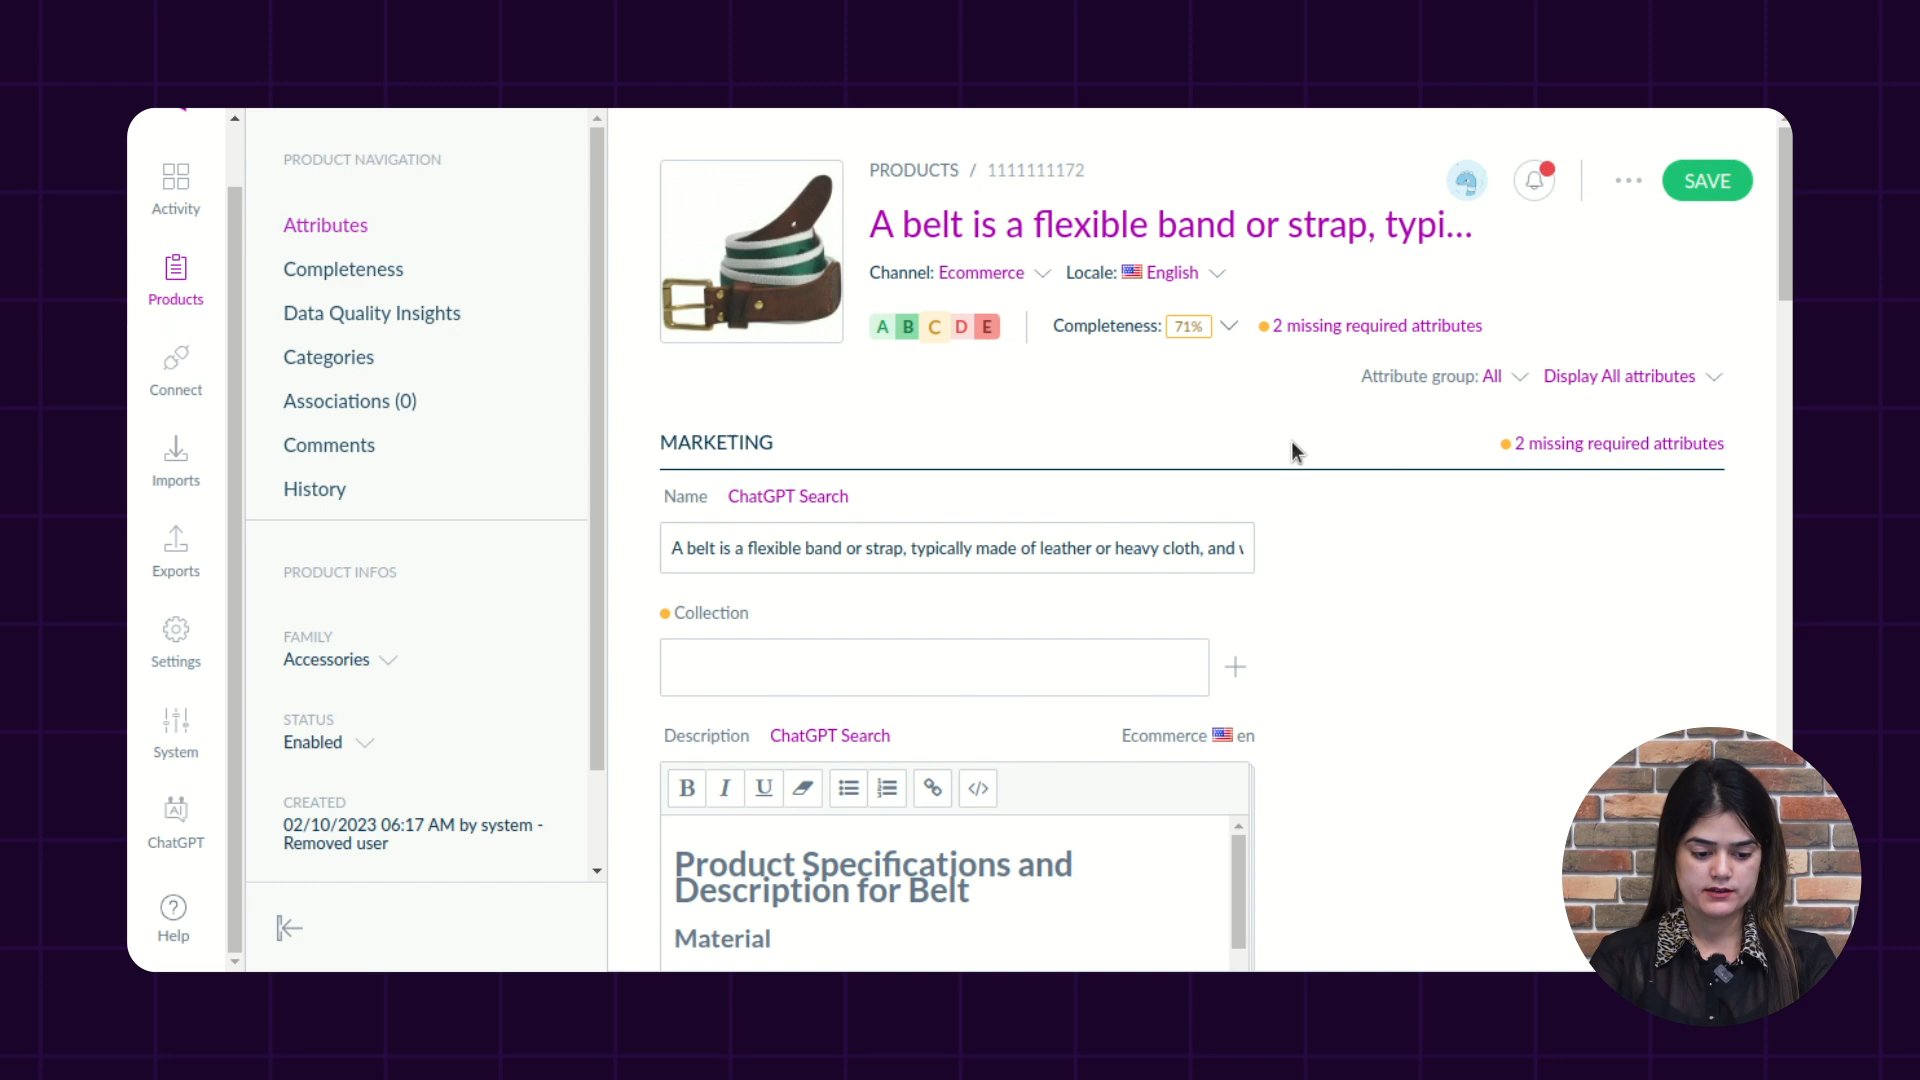 Activity
Products
Connect
Imports
Exports
Settings
System
AI
ChatGPT
Help
PRODUCT NAVIGATION
Attributes
Completeness
Data Quality Insights
Categories
Associations (0)
Comments
History
PRODUCT INFOS
FAMILY
Accessories
STATUS
Enabled
CREATED
02/10/2023 06:17 AM by system -
Removed user
PRODUCTS / 1111111172
SAVE
A belt is a flexible band or strap, typi...
Channel: Ecommerce Locale: English
A B C D E Completeness: 71% 2 missing required attributes
Attribute group: All Display All attributes
MARKETING 2 missing required attributes
Name ChatGPT Search
A belt is a flexible band or strap, typically made of leather or heavy cloth, and
Collection
Description ChatGPT Search Ecommerce en
B I U </>
Product Specifications and
Description for Belt
Material